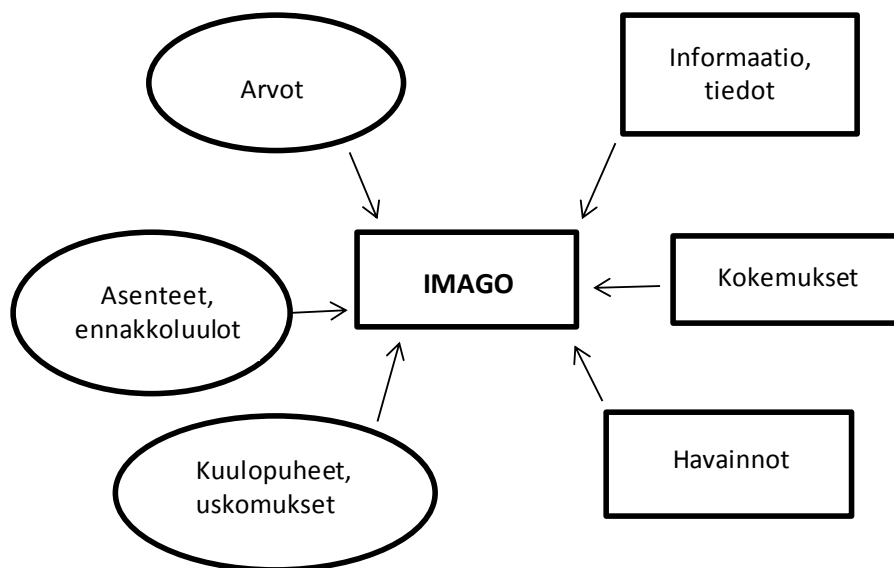 Arvot
Informaatio,
tiedot
IMAGO
Kokemukset
Asenteet,
ennakkoluulot
Kuulopuheet,
uskomukset
Havainnot